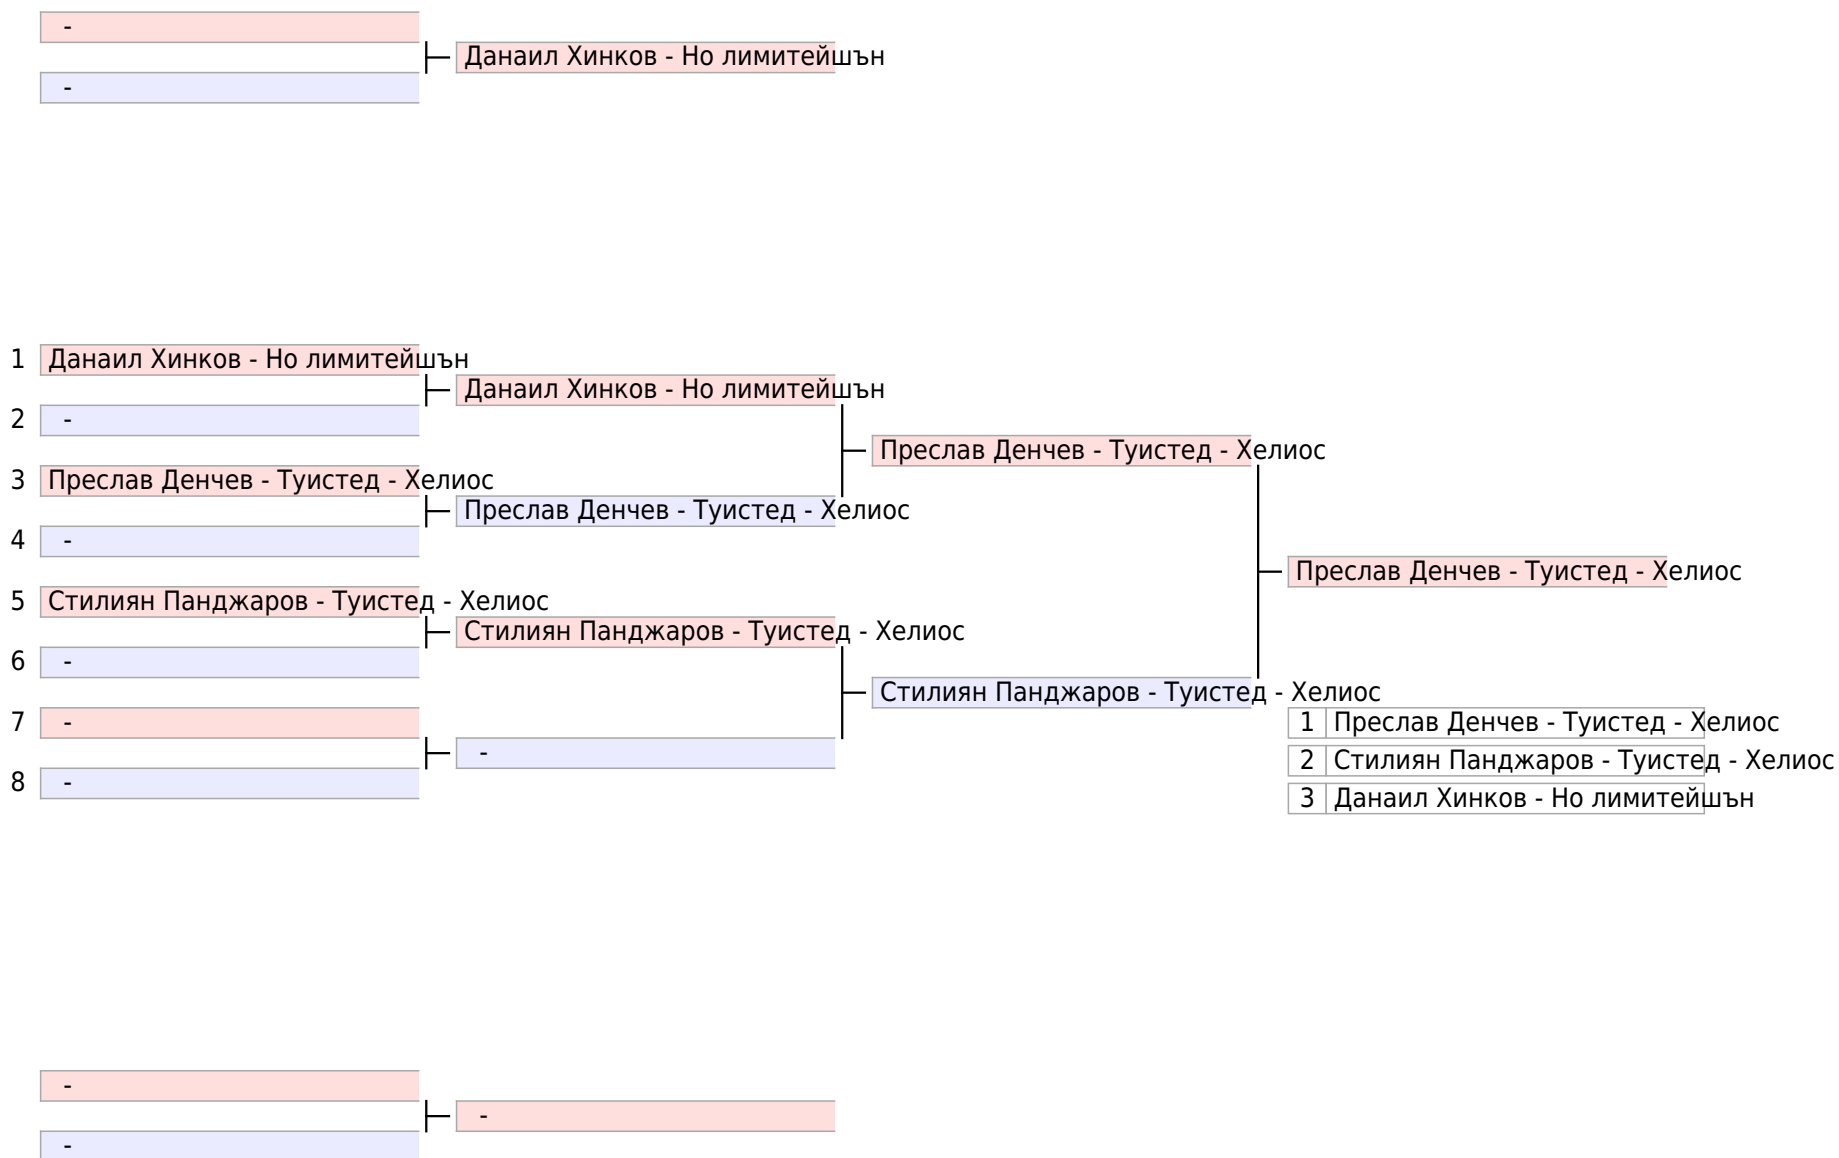 -
Данаил Хинков - Но лимитейшън
-
1 Данаил Хинков - Но лимитейшън
Данаил Хинков - Но лимитейшън
2 -
Преслав Денчев - Туистед - Хелиос
3 Преслав Денчев - Туистед - Хелиос
Преслав Денчев - Туистед - Хелиос
4 -
Преслав Денчев - Туистед - Хелиос
5 Стилиян Панджаров - Туистед - Хелиос
Стилиян Панджаров - Туистед - Хелиос
6 -
Стилиян Панджаров - Туистед - Хелиос
7 -
1 Преслав Денчев - Туистед - Хелиос
-
2 Стилиян Панджаров - Туистед - Хелиос
8 -
3 Данаил Хинков - Но лимитейшън
-
-
-